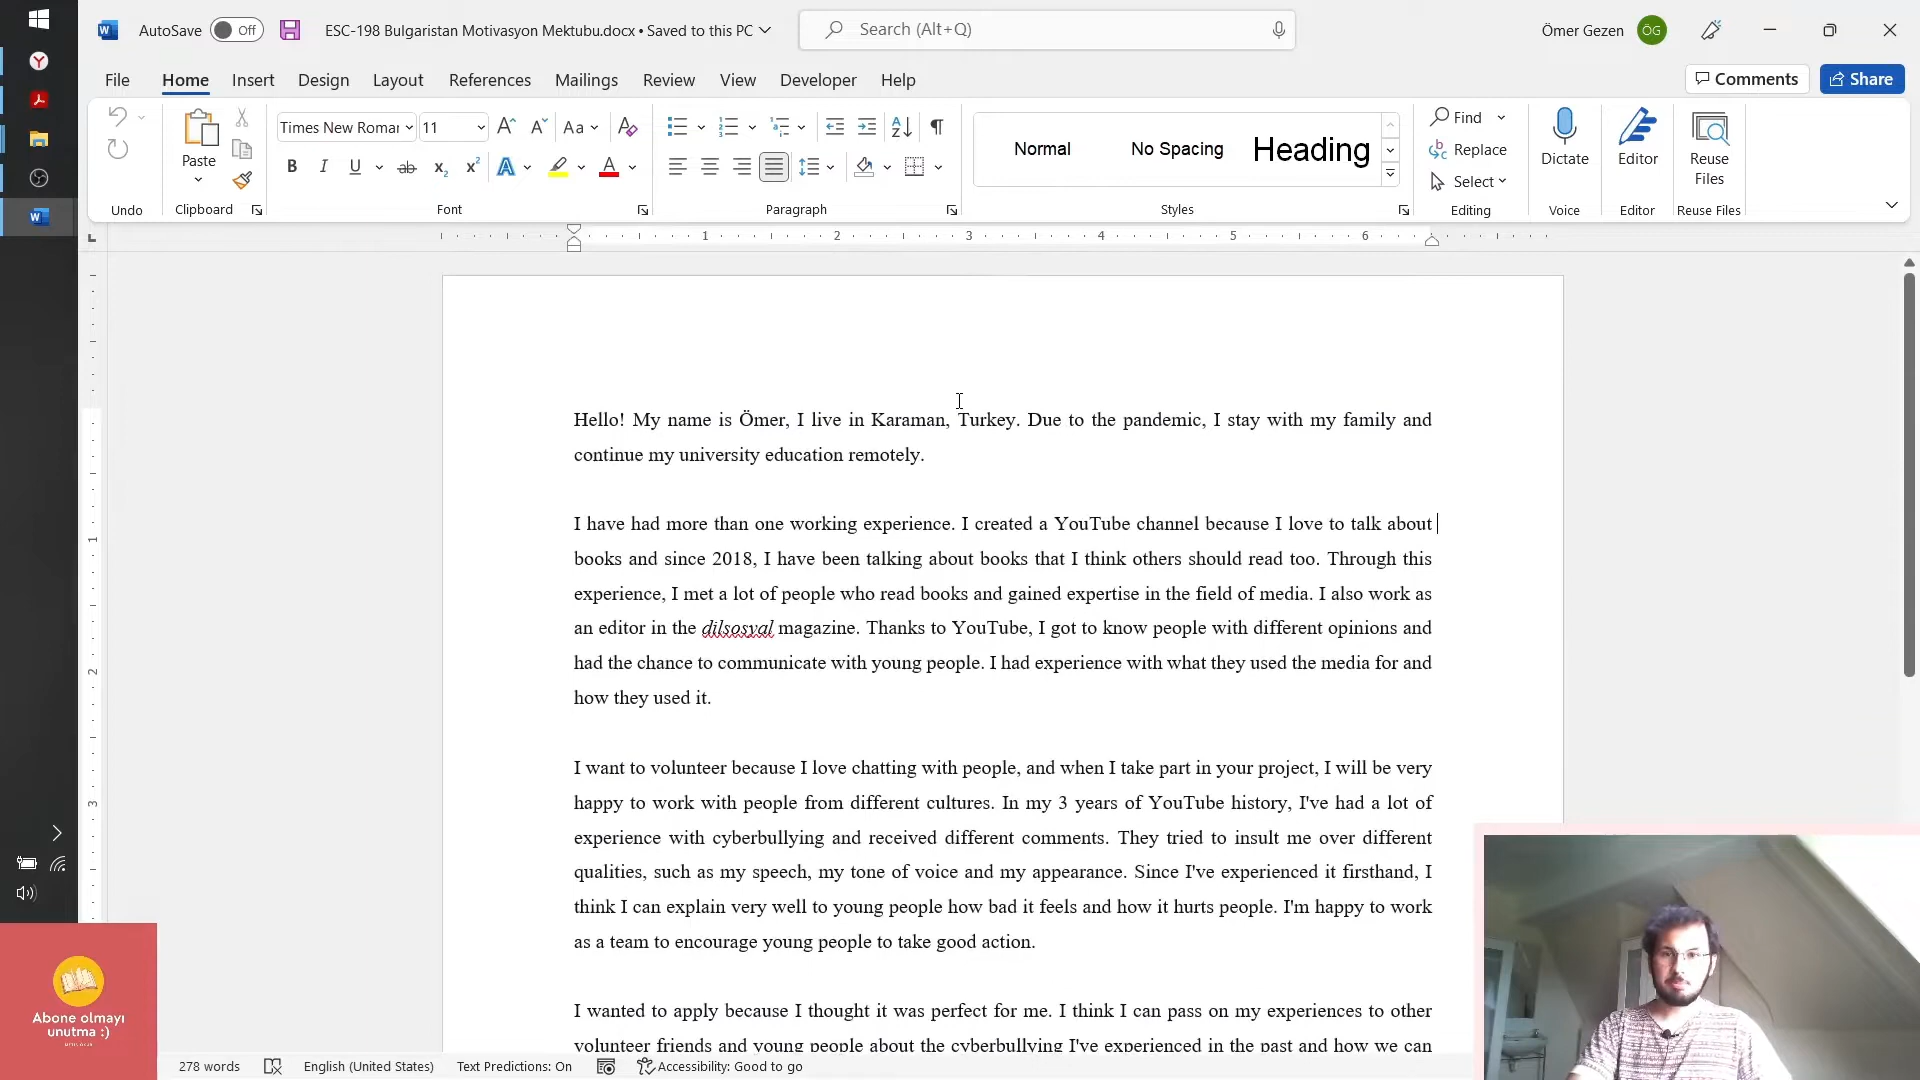 AutoSave Off ESC-198 Bulgaristan Motivasyon Mektubu.docx • Saved to this PC Search (Alt+Q) Ömer Gezen ÖG
File Home Insert Design Layout References Mailings Review View Developer Help Comments Share
Times New Roman 11 Aa
Paste
Normal No Spacing Heading
Find
Replace
Select
Dictate Editor Reuse Files
Undo Clipboard Font Paragraph Styles Editing Voice Editor Reuse Files
1 2 3 4 5 6
Hello! My name is Ömer, I live in Karaman, Turkey. Due to the pandemic, I stay with my family and
continue my university education remotely.
I have had more than one working experience. I created a YouTube channel because I love to talk about
books and since 2018, I have been talking about books that I think others should read too. Through this
experience, I met a lot of people who read books and gained expertise in the field of media. I also work as
an editor in the dilsosyal magazine. Thanks to YouTube, I got to know people with different opinions and
had the chance to communicate with young people. I had experience with what they used the media for and
how they used it.
I want to volunteer because I love chatting with people, and when I take part in your project, I will be very
happy to work with people from different cultures. In my 3 years of YouTube history, I've had a lot of
experience with cyberbullying and received different comments. They tried to insult me over different
qualities, such as my speech, my tone of voice and my appearance. Since I've experienced it firsthand, I
think I can explain very well to young people how bad it feels and how it hurts people. I'm happy to work
as a team to encourage young people to take good action.
I wanted to apply because I thought it was perfect for me. I think I can pass on my experiences to other
volunteer friends and young people about the cyberbullying I've experienced in the past and how we can
1
2
3
Abone olmayı
unutma :)
278 words English (United States) Text Predictions: On Accessibility: Good to go